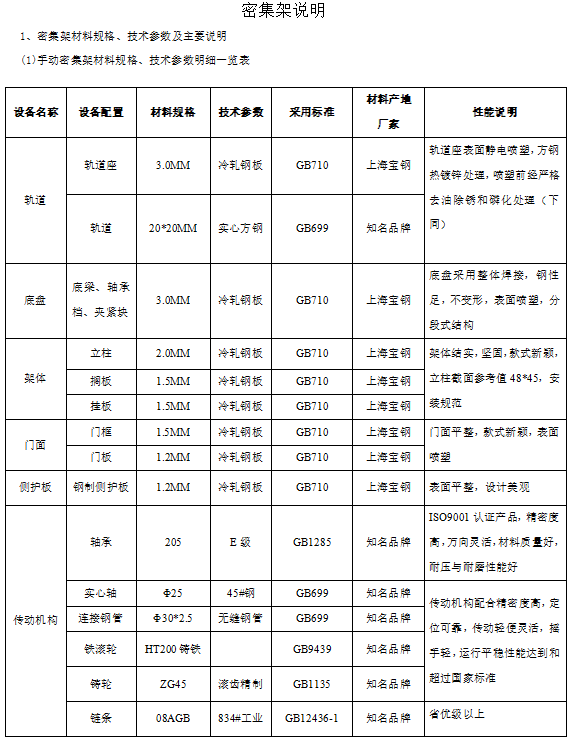 密集架说明
1、密集架材料规格、技术参数及主要说明
(1)手动密集架材料规格、技术参数明细一览表
设备名称 设备配置 材料规格 技术参数 采用标准 材料产地 性能说明
厂家
轨道 轨道座 3.0MM 冷轧钢板 GB710 上海宝钢 轨道座表面静电喷塑，方钢
热镀锌处理，喷塑前经严格
去油除锈和磷化处理（下
同）
轨道 20*20MM 实心方钢 GB699 知名品牌
底盘 底梁、轴承 3.0MM 冷轧钢板 GB710 上海宝钢 底盘采用整体焊接，钢性
档、夹紧块 足，不变形，表面喷塑，分
段式结构
架体 立柱 2.0MM 冷轧钢板 GB710 上海宝钢 架体结实，坚固，款式新颖，
搁板 1.5MM 冷轧钢板 GB710 上海宝钢 立柱截面参考值 48*45，安
挂板 1.5MM 冷轧钢板 GB710 上海宝钢 装规范
门面 门框 1.5MM 冷轧钢板 GB710 上海宝钢 门面平整，款式新颖，表面
门板 1.2MM 冷轧钢板 GB710 上海宝钢 喷塑
侧护板 钢制侧护板 1.2MM 冷轧钢板 GB710 上海宝钢 表面平整，设计美观
传动机构 轴承 205 E 级 GB1285 知名品牌 ISO9001 认证产品，精密度
高，万向灵活，材料质量好，
耐压与耐磨性能好
实心轴 Φ25 45#钢 GB699 知名品牌 传动机构配合精密度高，定
连接钢管 Φ30*2.5 无缝钢管 GB699 知名品牌 位可靠，传动轻便灵活，摇
铁滚轮 HT200 铸铁 GB9439 知名品牌 手轻，运行平稳性能达到和
铸轮 ZG45 滚齿精制 GB1135 知名品牌 超过国家标准
链条 08AGB 834#工业 GB12436-1 知名品牌 省优级以上